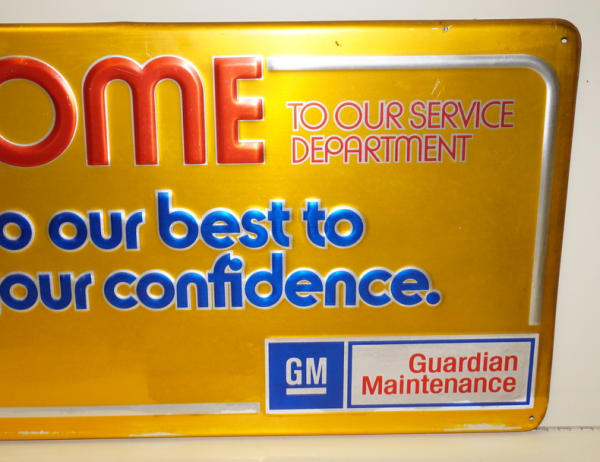 OME
TO OUR SERVICE
DEPARTMENT
o our best to
our confidence.
GM
Guardian
Maintenance